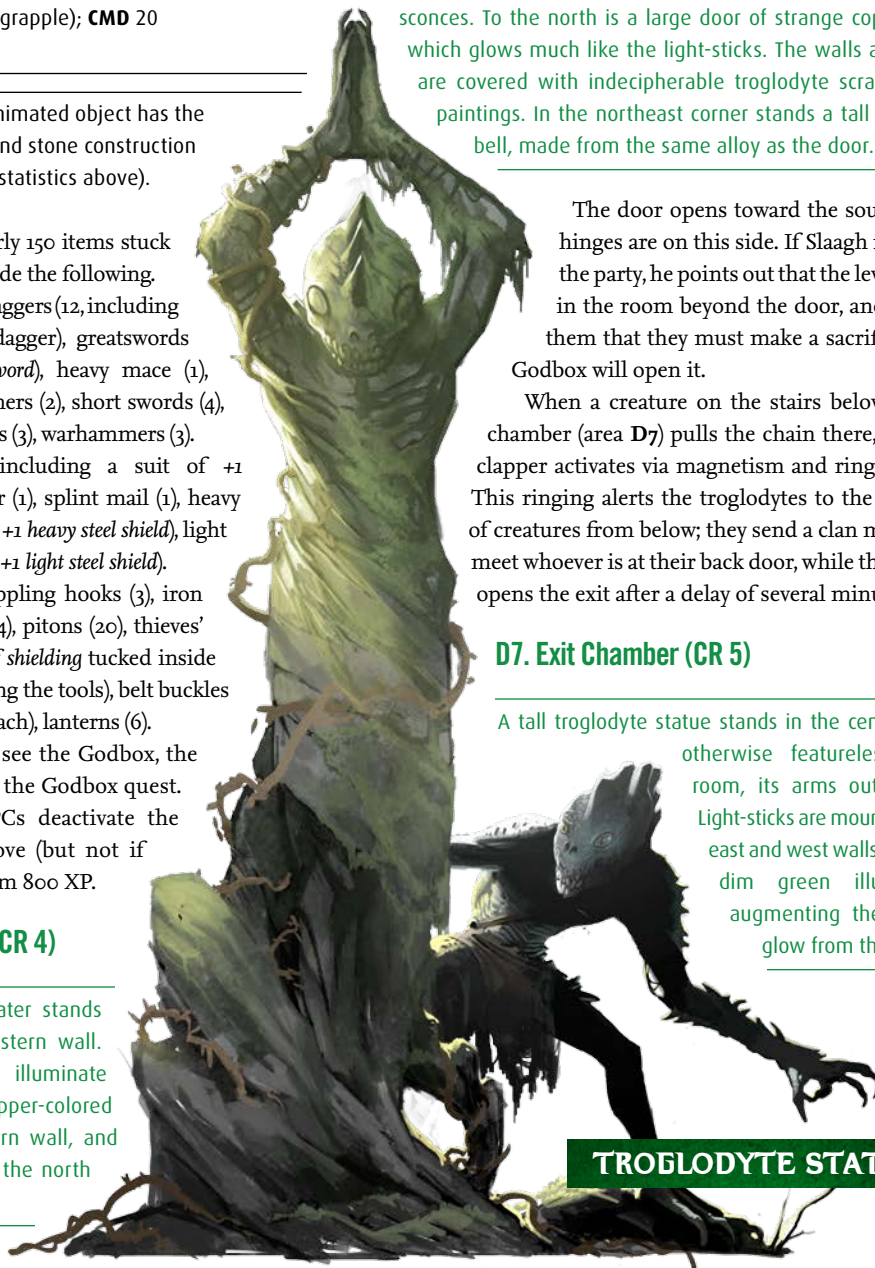 grapple); CMD 20
nimated object has the
nd stone construction
statistics above).
rly 150 items stuck
de the following.
ggers (12, including
dagger), greatswords
word), heavy mace (1),
ners (2), short swords (4),
s (3), warhammers (3).
including a suit of +1
r (1), splint mail (1), heavy
+1 heavy steel shield), light
+1 light steel shield).
ppling hooks (3), iron
4), pitons (20), thieves’
f shielding tucked inside
ng the tools), belt buckles
ach), lanterns (6).
see the Godbox, the
the Godbox quest.
Cs deactivate the
ove (but not if
m 800 XP.
CR 4)
ater stands
stern wall.
illuminate
pper-colored
rn wall, and
the north
sconces. To the north is a large door of strange cop
which glows much like the light-sticks. The walls a
are covered with indecipherable troglodyte scra
paintings. In the northeast corner stands a tall
bell, made from the same alloy as the door.
The door opens toward the sou
hinges are on this side. If Slaagh
the party, he points out that the lev
in the room beyond the door, and
them that they must make a sacrif
Godbox will open it.
When a creature on the stairs below
chamber (area D7) pulls the chain there,
clapper activates via magnetism and ring
This ringing alerts the troglodytes to the
of creatures from below; they send a clan m
meet whoever is at their back door, while th
opens the exit after a delay of several minu
D7. Exit Chamber (CR 5)
A tall troglodyte statue stands in the cen
otherwise featureles
room, its arms out
Light-sticks are moun
east and west walls
dim green illu
augmenting the
glow from th
TROGLODYTE STAT